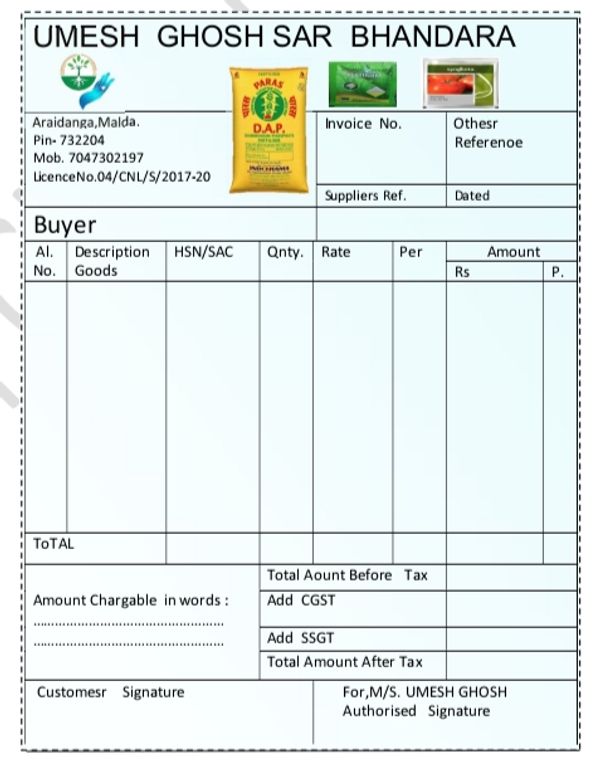 UMESH GHOSH SAR BHANDARA
Araidanga,Malda.
Pin- 732204
Mob. 7047302197
LicenceNo.04/CNL/S/2017-20
PARAS
पारस
पारस
D.A.P.
syngenta
Invoice No.
Othesr
Referenoe
Suppliers Ref.
Dated
Buyer
Al.
No.
Description
Goods
HSN/SAC
Qnty.
Rate
Per
Amount
Rs
P.
ToTAL
Total Aount Before Tax
Amount Chargable in words :
Add CGST
Add SSGT
Total Amount After Tax
Customesr Signature
For,M/S. UMESH GHOSH
Authorised Signature